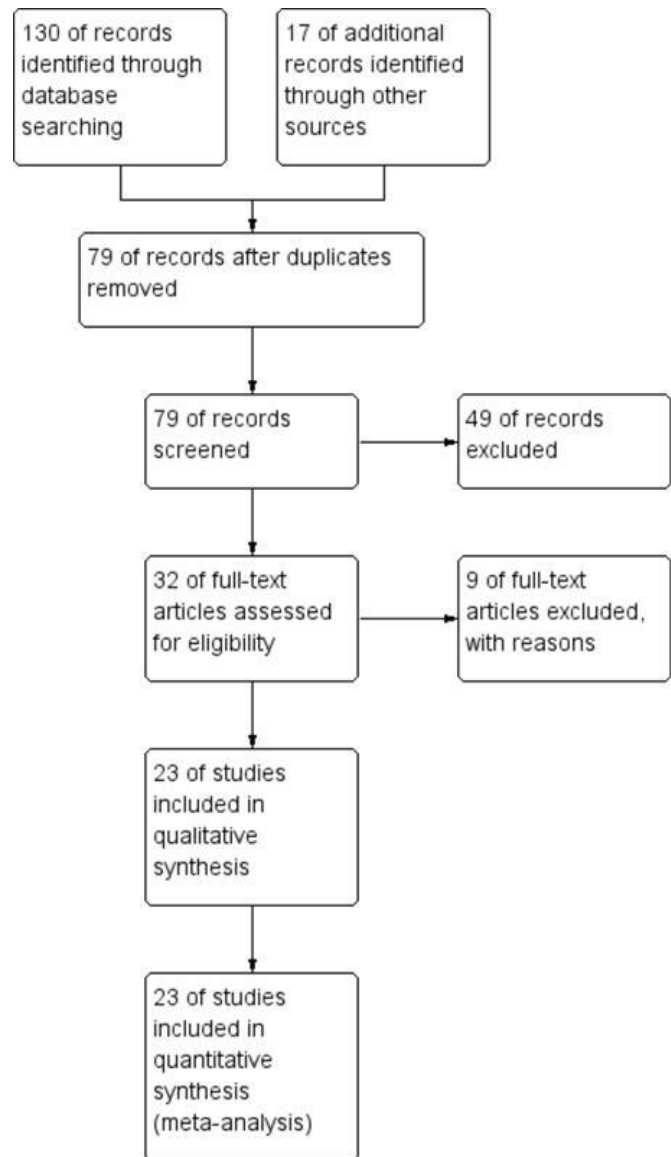 130 of records
identified through
database
searching
17 of additional
records identified
through other
sources
79 of records after duplicates
removed
79 of records
screened
49 of records
excluded
32 of full-text
articles assessed
for eligibility
9 of full-text
articles excluded,
with reasons
23 of studies
included in
qualitative
synthesis
23 of studies
included in
quantitative
synthesis
(meta-analysis)